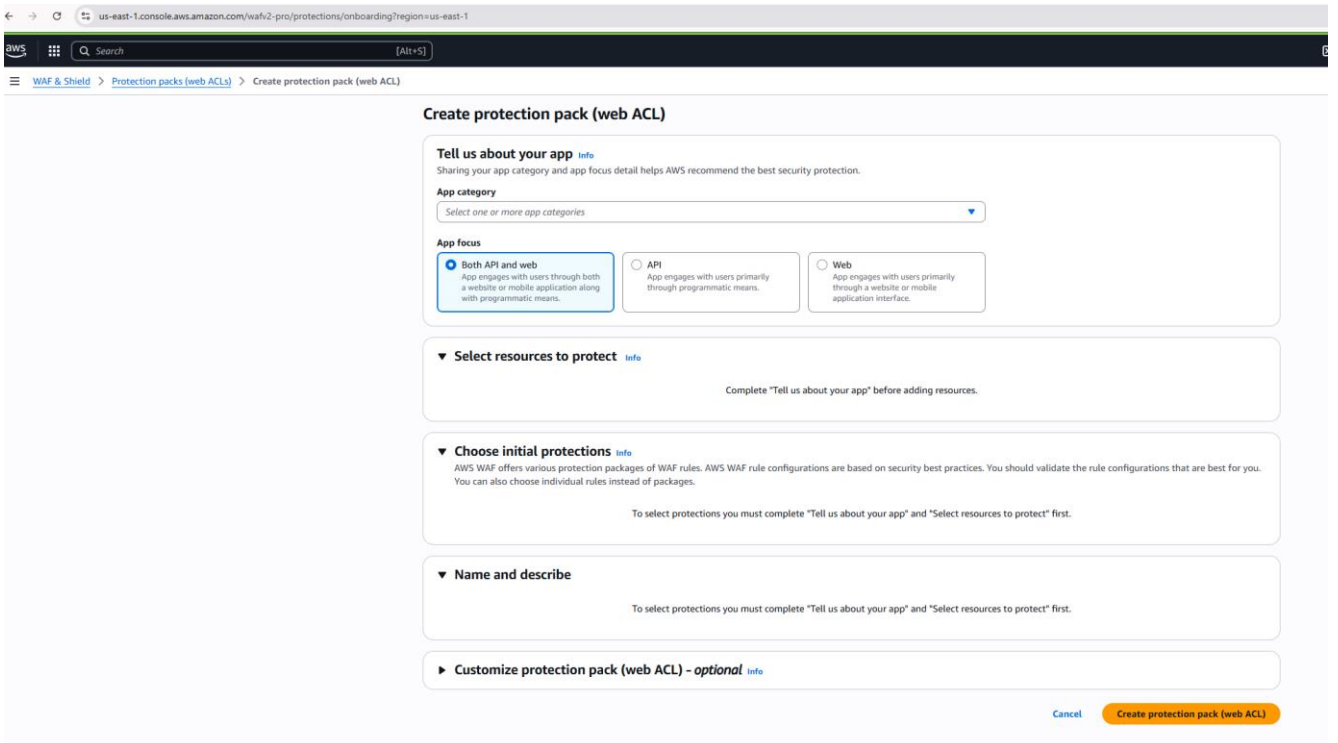 us-east-1.console.aws.amazon.com/wafv2-pro/protections/onboarding?region=us-east-1
aws
Search
[Alt+S]
WAF & Shield > Protection packs (web ACLs) > Create protection pack (web ACL)
Create protection pack (web ACL)
Tell us about your app Info
Sharing your app category and app focus detail helps AWS recommend the best security protection.
App category
Select one or more app categories
App focus
Both API and web
App engages with users through both
a website or mobile application along
with programmatic means.
API
App engages with users primarily
through programmatic means.
Web
App engages with users primarily
through a website or mobile
application interface.
Select resources to protect Info
Complete "Tell us about your app" before adding resources.
Choose initial protections Info
AWS WAF offers various protection packages of WAF rules. AWS WAF rule configurations are based on security best practices. You should validate the rule configurations that are best for you.
You can also choose individual rules instead of packages.
To select protections you must complete "Tell us about your app" and "Select resources to protect" first.
Name and describe
To select protections you must complete "Tell us about your app" and "Select resources to protect" first.
Customize protection pack (web ACL) - optional Info
Cancel
Create protection pack (web ACL)